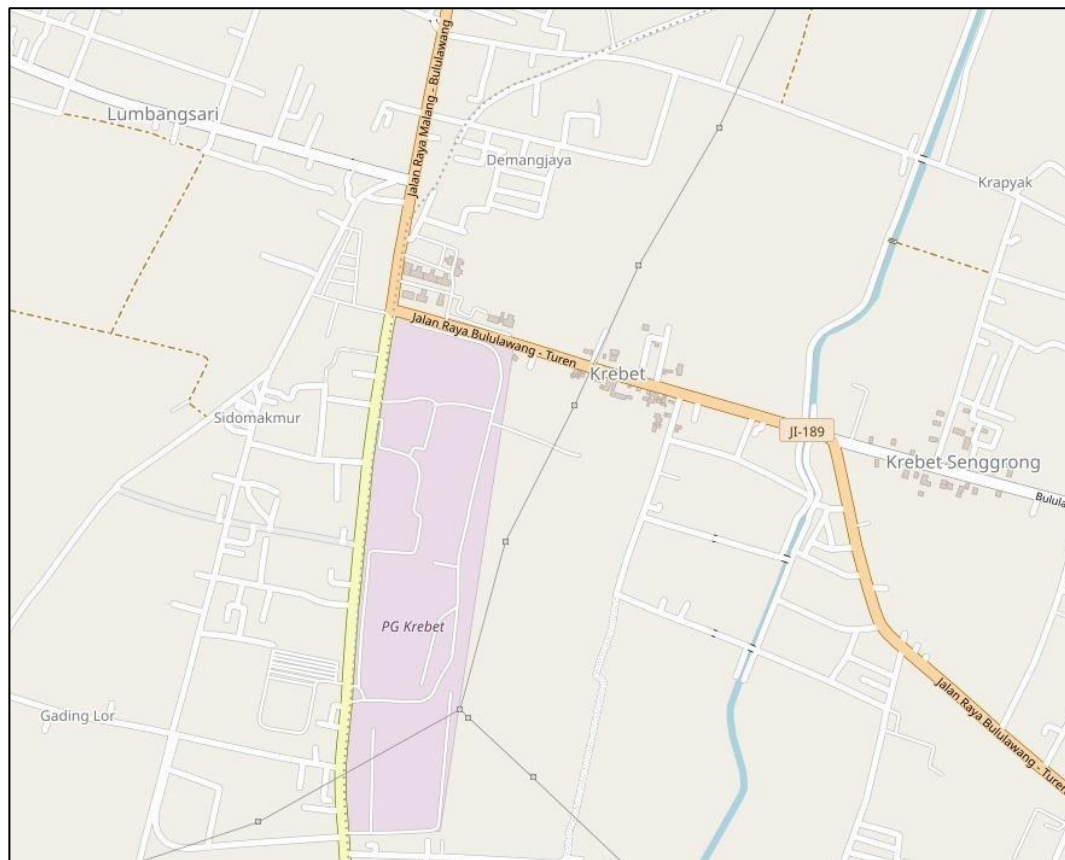 Jalan Raya Malang - Bululawang
Lumbangsari
Demangjaya
Krapyak
Jalan Raya Bululawang - Turen
Krebet
Sidomakmur
JI-189
Krebet Senggrong
Bulula
PG Krebet
Jalan Raya Bululawang - Turen
Gading Lor